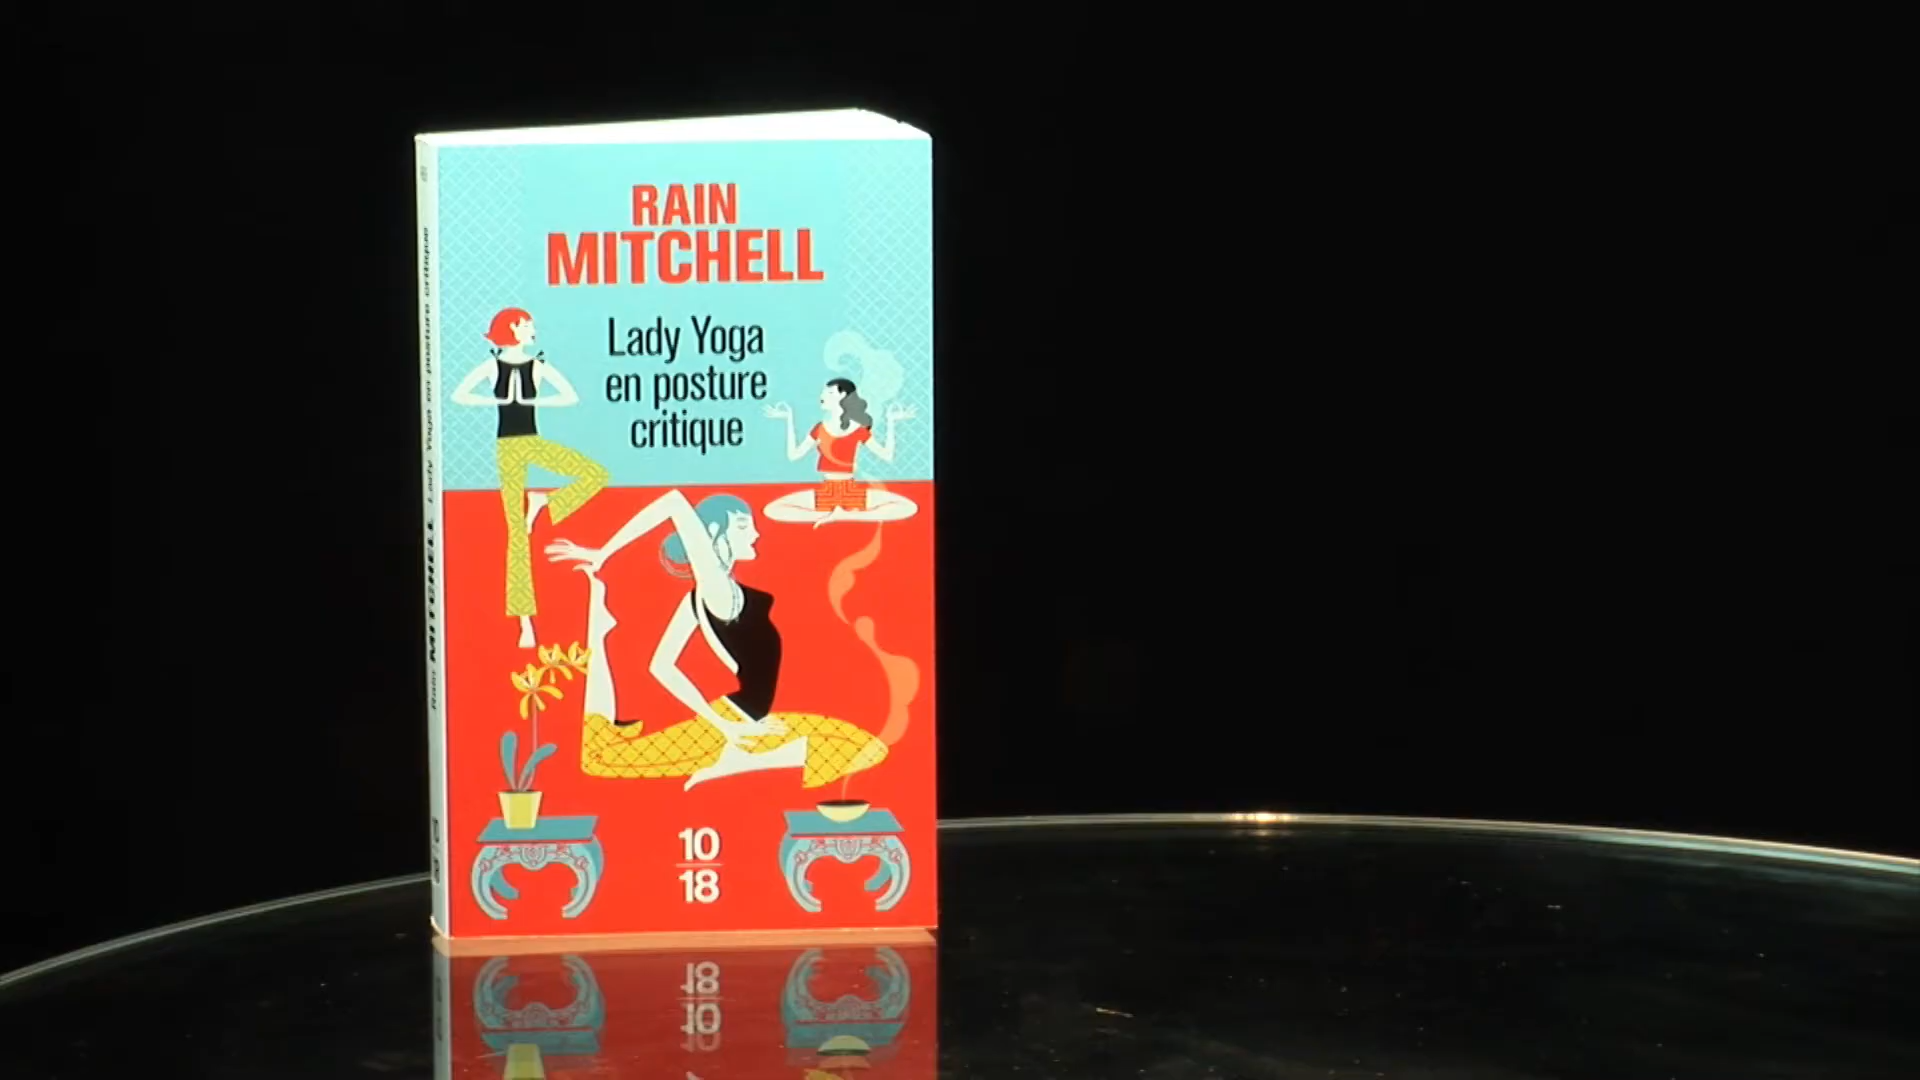 RAIN
MITCHELL
Lady Yoga
en posture
critique
10
18
Rain MITCHELL Lady Yoga en posture critique